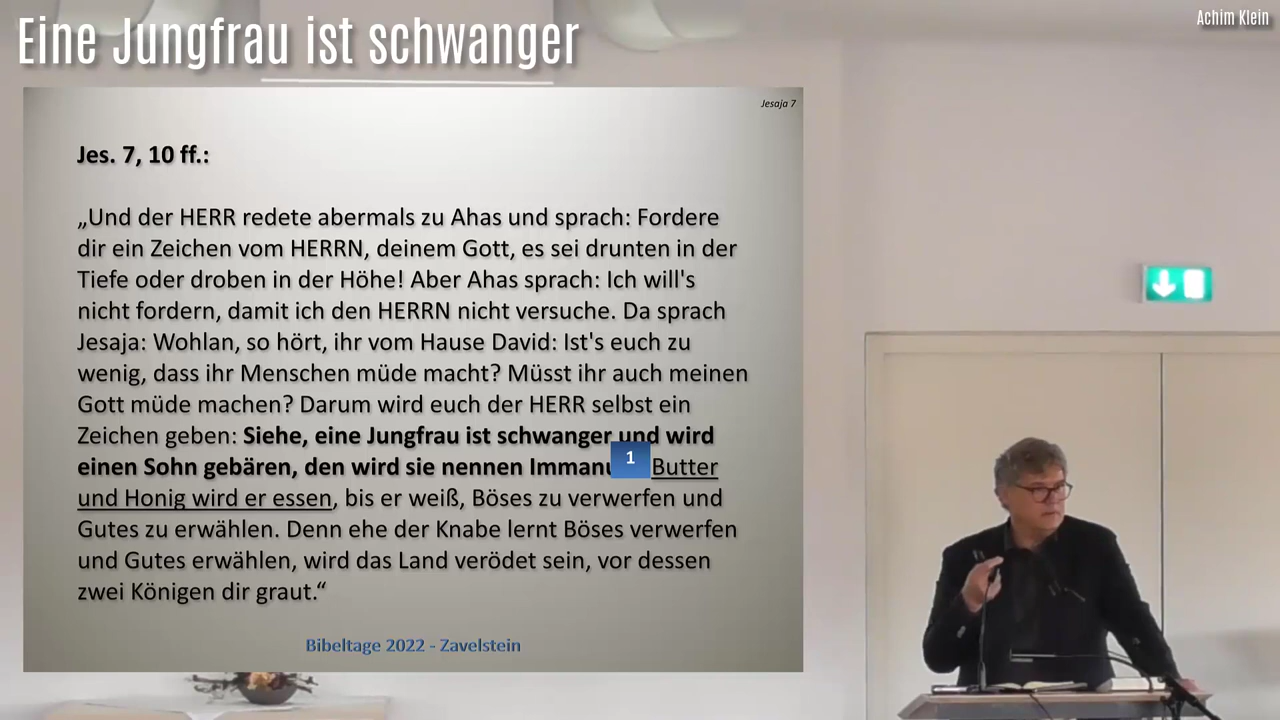 Eine Jungfrau ist schwanger
Achim Klein
Jesaja 7
Jes. 7, 10 ff.:
„Und der HERR redete abermals zu Ahas und sprach: Fordere
dir ein Zeichen vom HERRN, deinem Gott, es sei drunten in der
Tiefe oder droben in der Höhe! Aber Ahas sprach: Ich will's
nicht fordern, damit ich den HERRN nicht versuche. Da sprach
Jesaja: Wohlan, so hört, ihr vom Hause David: Ist's euch zu
wenig, dass ihr Menschen müde macht? Müsst ihr auch meinen
Gott müde machen? Darum wird euch der HERR selbst ein
Zeichen geben: Siehe, eine Jungfrau ist schwanger und wird
einen Sohn gebären, den wird sie nennen 1 Butter
und Honig wird er essen, bis er weiß, Böses zu verwerfen und
Gutes zu erwählen. Denn ehe der Knabe lernt Böses verwerfen
und Gutes erwählen, wird das Land verödet sein, vor dessen
zwei Königen dir graut.“
Bibeltage 2022 - Zavelstein